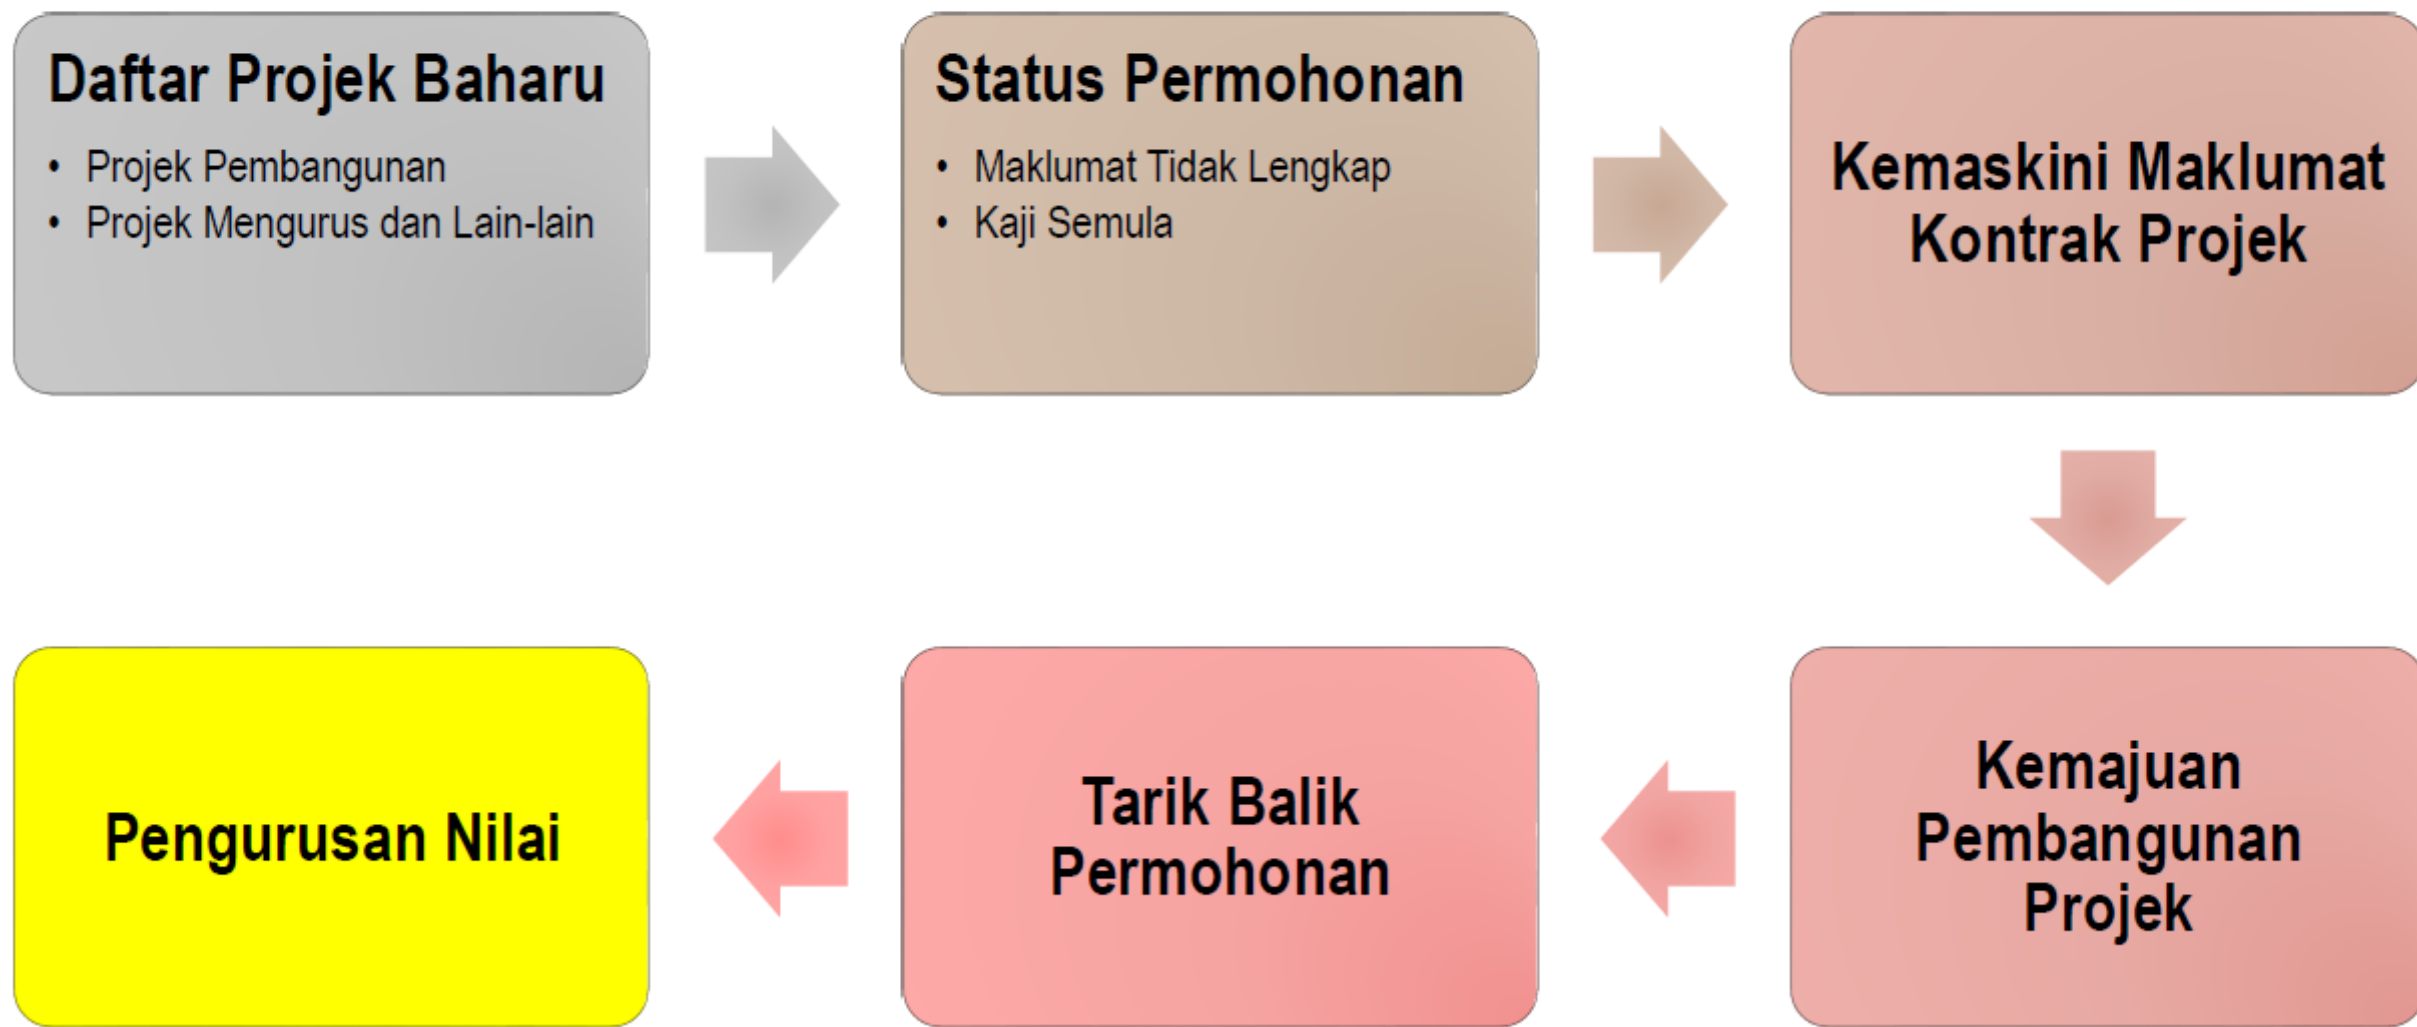 Daftar Projek Baharu
• Projek Pembangunan
• Projek Mengurus dan Lain-lain
Status Permohonan
• Maklumat Tidak Lengkap
• Kaji Semula
Kemaskini Maklumat
Kontrak Projek
Kemajuan
Pembangunan
Projek
Tarik Balik
Permohonan
Pengurusan Nilai